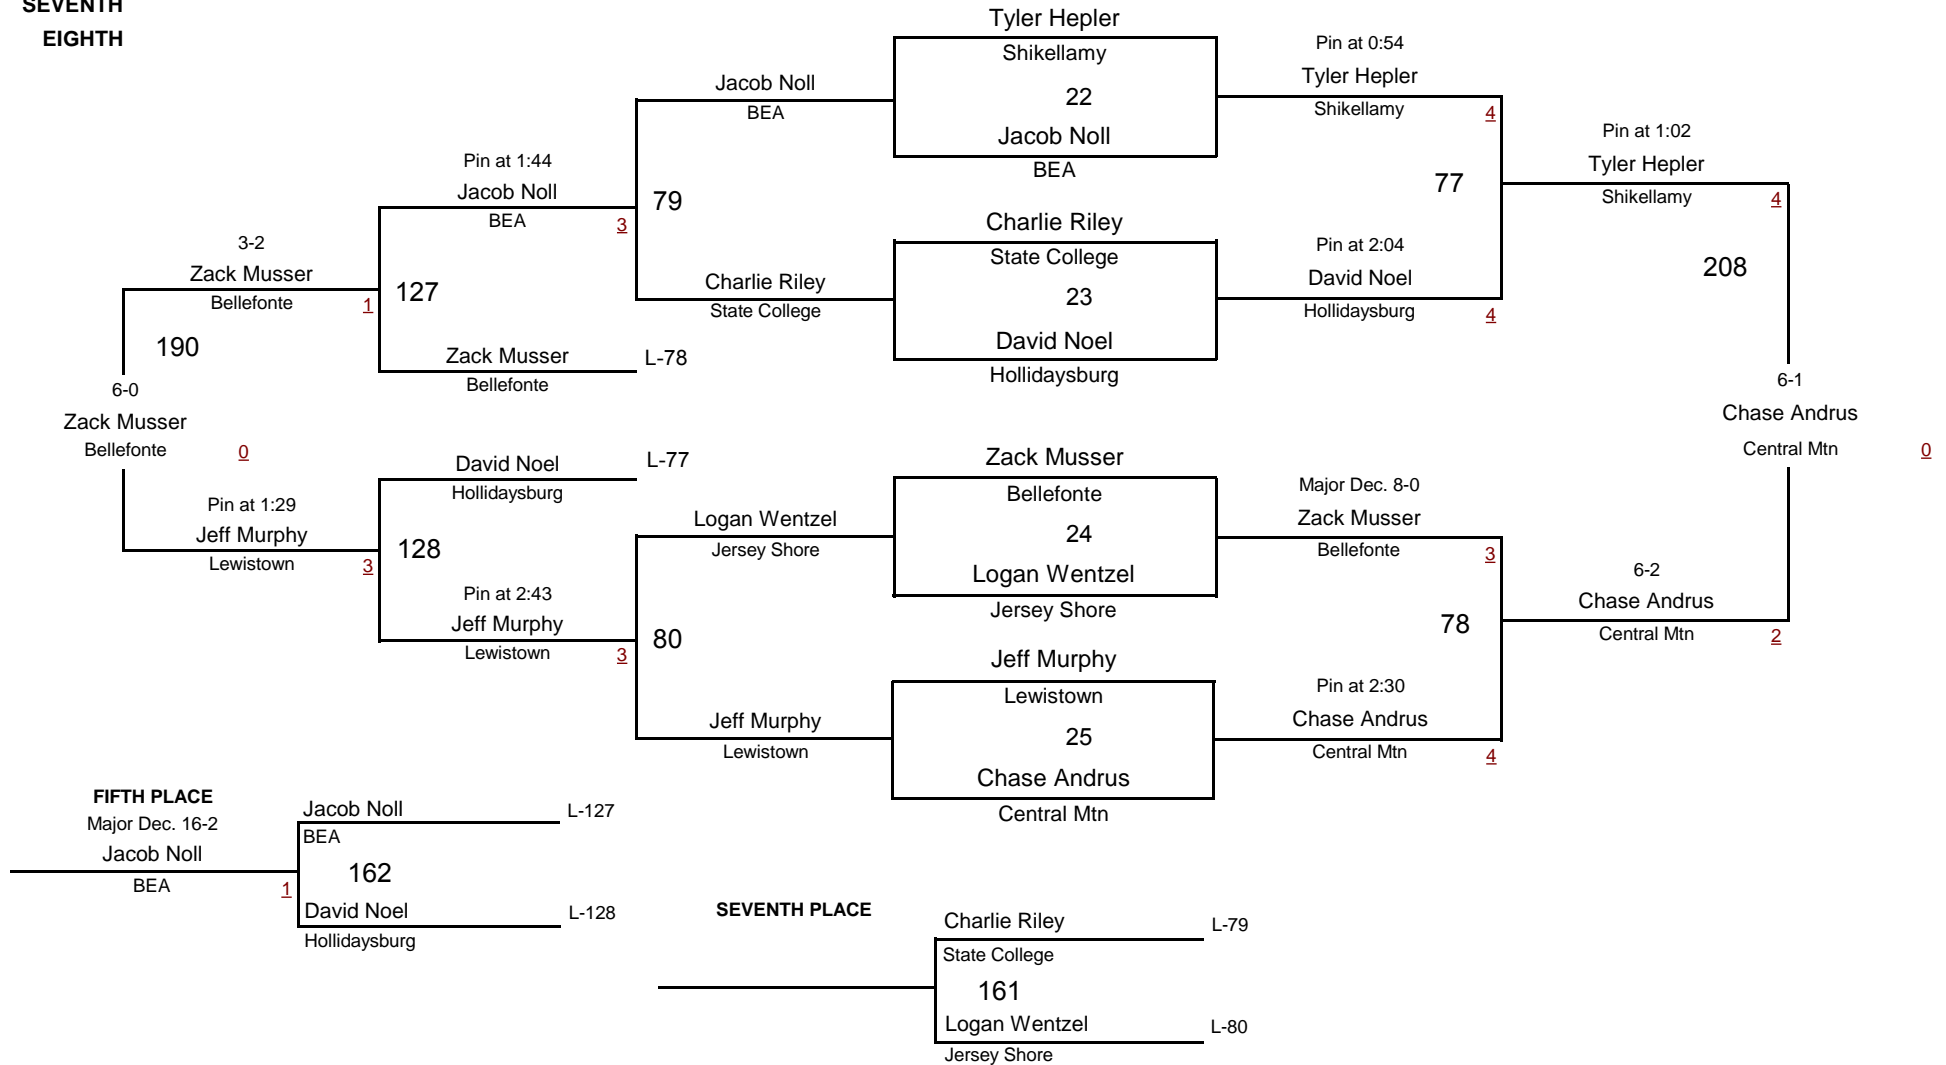 SEVENTH
EIGHTH
Tyler Hepler
Shikellamy
22
Jacob Noll
BEA
Charlie Riley
State College
23
David Noel
Hollidaysburg
Zack Musser
Bellefonte
24
Logan Wentzel
Jersey Shore
Jeff Murphy
Lewistown
25
Chase Andrus
Central Mtn
Pin at 0:54
Tyler Hepler
Shikellamy
4
77
Pin at 2:04
David Noel
Hollidaysburg
4
Major Dec. 8-0
Zack Musser
Bellefonte
3
78
Pin at 2:30
Chase Andrus
Central Mtn
4
Pin at 1:02
Tyler Hepler
Shikellamy
4
208
6-2
Chase Andrus
Central Mtn
2
6-1
Chase Andrus
Central Mtn
0
Jacob Noll
BEA
79
Charlie Riley
State College
Logan Wentzel
Jersey Shore
80
Jeff Murphy
Lewistown
Pin at 1:44
Jacob Noll
BEA
3
127
Zack Musser
L-78
Bellefonte
David Noel
L-77
Hollidaysburg
128
Pin at 2:43
Jeff Murphy
Lewistown
3
3-2
Zack Musser
Bellefonte
1
190
Pin at 1:29
Jeff Murphy
Lewistown
3
6-0
Zack Musser
Bellefonte
0
FIFTH PLACE
Major Dec. 16-2
Jacob Noll
BEA
1
Jacob Noll
L-127
BEA
162
David Noel
L-128
Hollidaysburg
SEVENTH PLACE
Charlie Riley
L-79
State College
161
Logan Wentzel
L-80
Jersey Shore